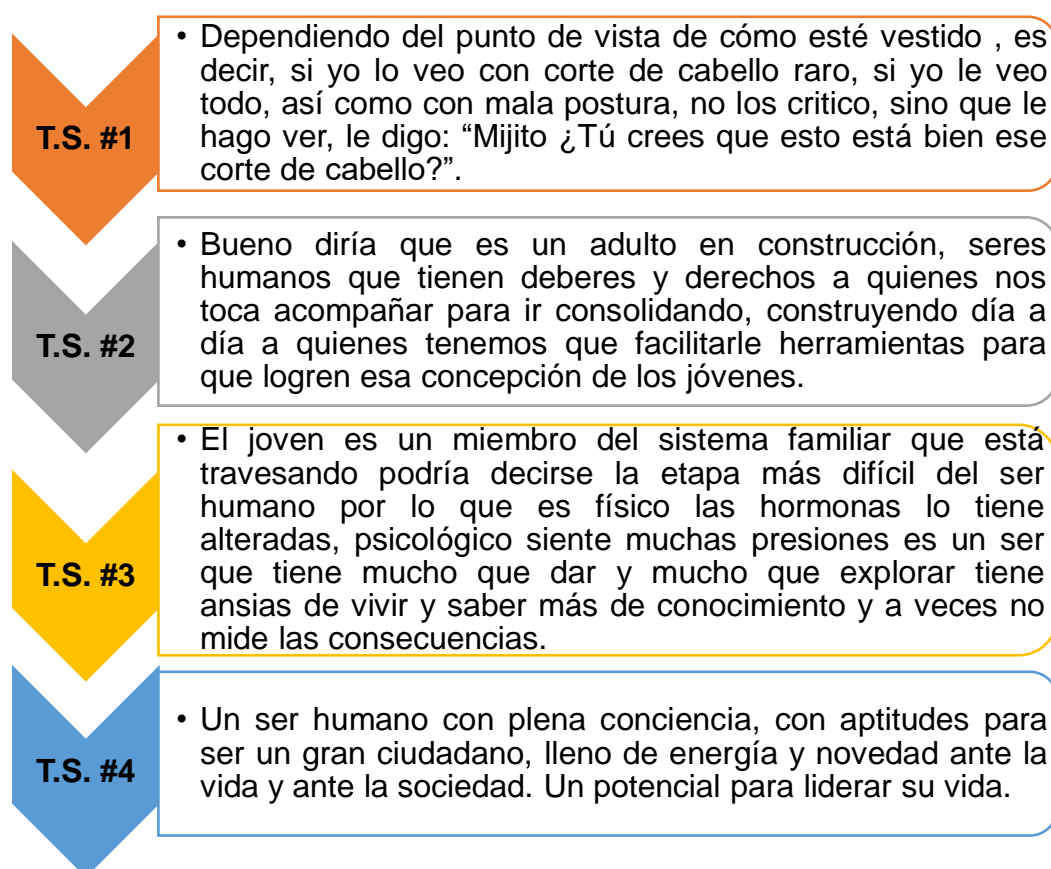 T.S. #1
• Dependiendo del punto de vista de cómo esté vestido , es
decir, si yo lo veo con corte de cabello raro, si yo le veo
todo, así como con mala postura, no los critico, sino que le
hago ver, le digo: “Mijito ¿Tú crees que esto está bien ese
corte de cabello?”.
T.S. #2
• Bueno diría que es un adulto en construcción, seres
humanos que tienen deberes y derechos a quienes nos
toca acompañar para ir consolidando, construyendo día a
día a quienes tenemos que facilitarle herramientas para
que logren esa concepción de los jóvenes.
T.S. #3
• El joven es un miembro del sistema familiar que está
travesando podría decirse la etapa más difícil del ser
humano por lo que es físico las hormonas lo tiene
alteradas, psicológico siente muchas presiones es un ser
que tiene mucho que dar y mucho que explorar tiene
ansias de vivir y saber más de conocimiento y a veces no
mide las consecuencias.
T.S. #4
• Un ser humano con plena conciencia, con aptitudes para
ser un gran ciudadano, lleno de energía y novedad ante la
vida y ante la sociedad. Un potencial para liderar su vida.